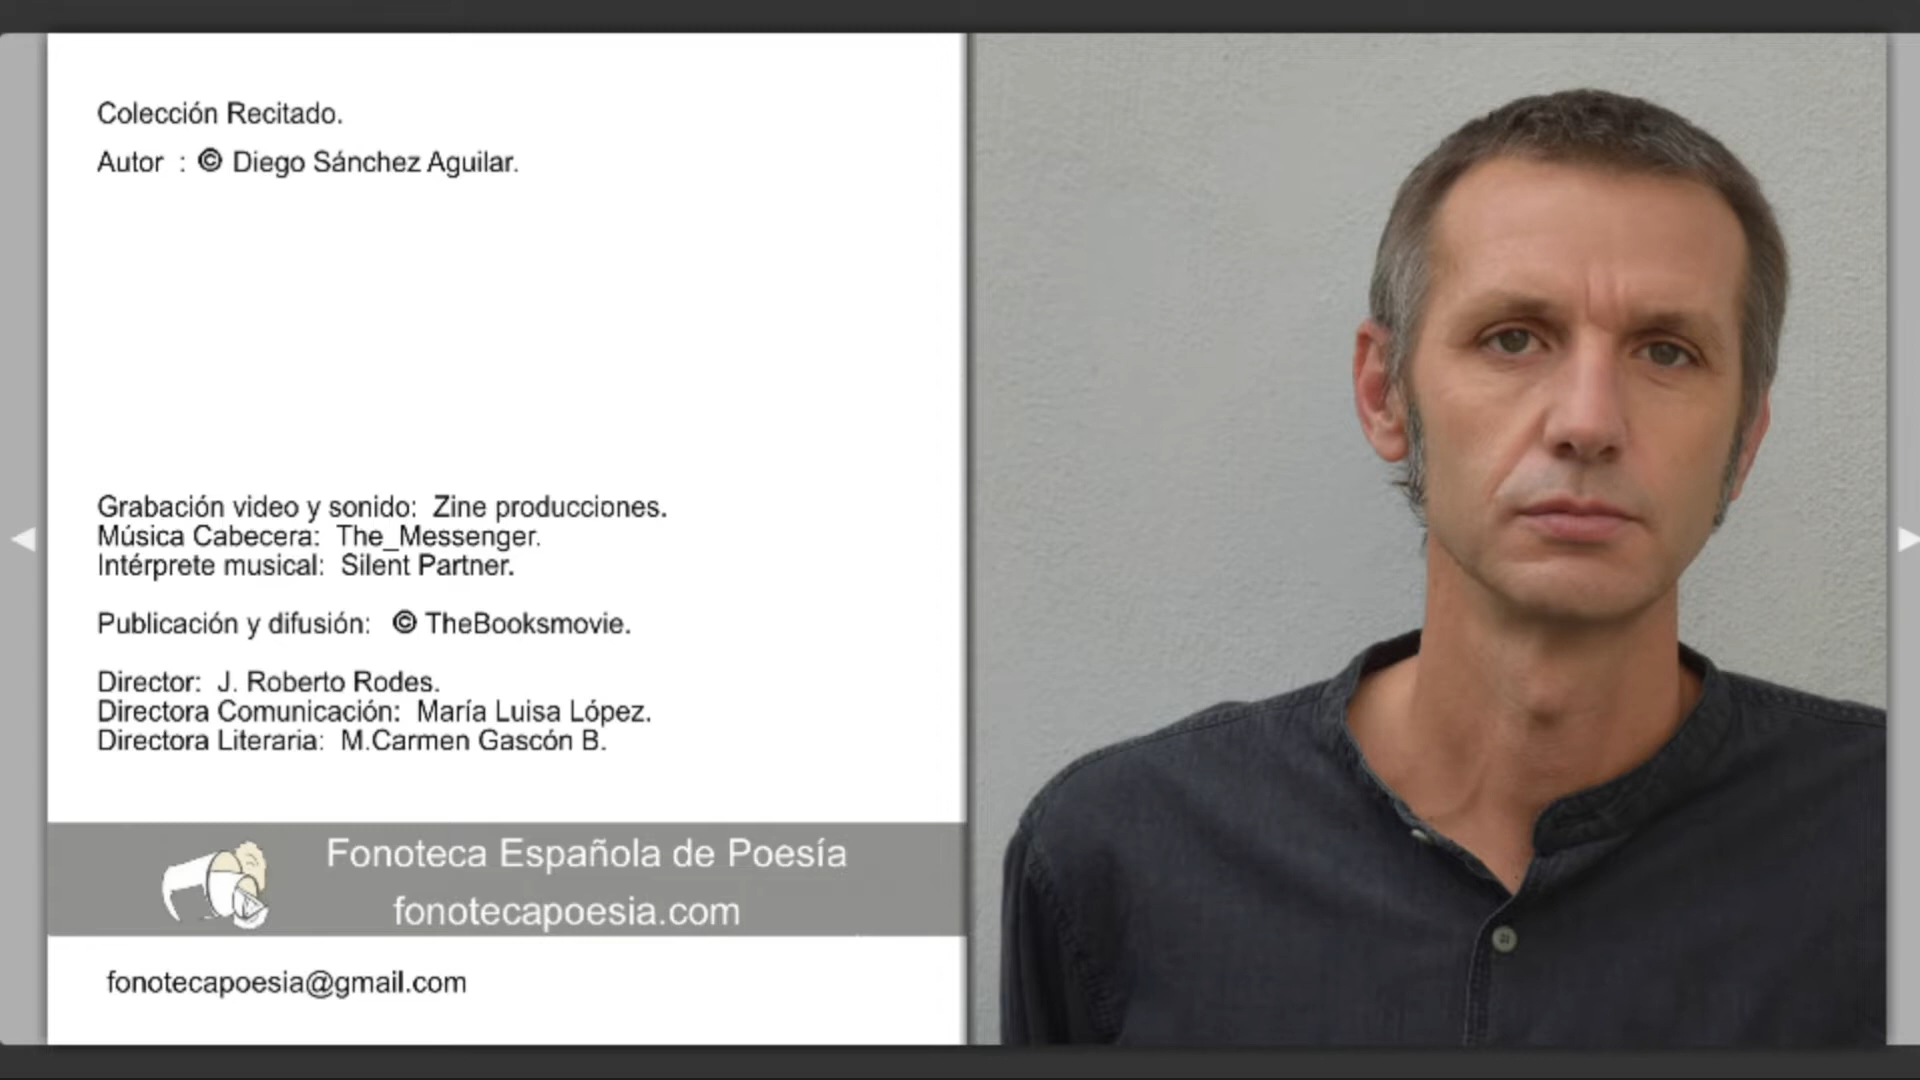 Colección Recitado.
Autor : © Diego Sánchez Aguilar.
Grabación video y sonido: Zine producciones.
Música Cabecera: The_Messenger.
Intérprete musical: Silent Partner.
Publicación y difusión: © TheBooksmovie.
Director: J. Roberto Rodes.
Directora Comunicación: María Luisa López.
Directora Literaria: M.Carmen Gascón B.
Fonoteca Española de Poesía
fonotecapoesia.com
fonotecapoesia@gmail.com